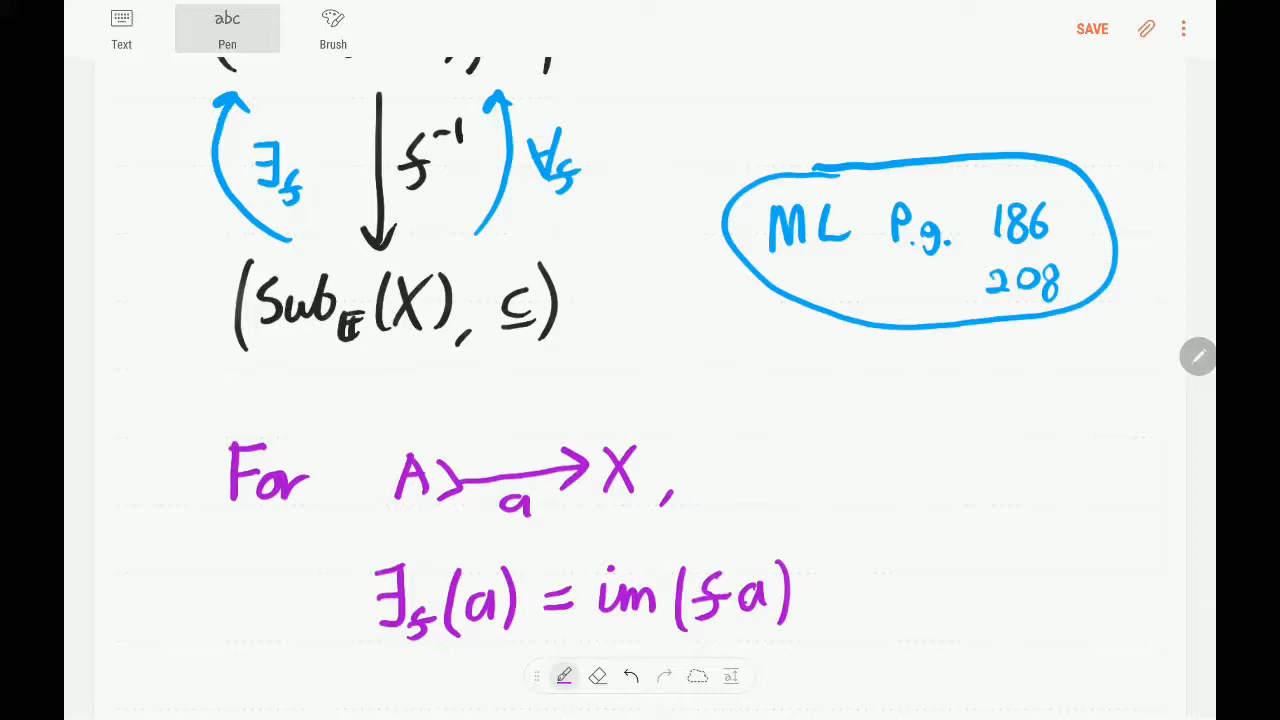 Text
abc
Pen
Brush
SAVE
∃f
f⁻¹
∀f
(Sub𝔼(X), ⊆)
ML P.g. 186
208
For A ↣ X,
a
∃f(a) = im(fa)